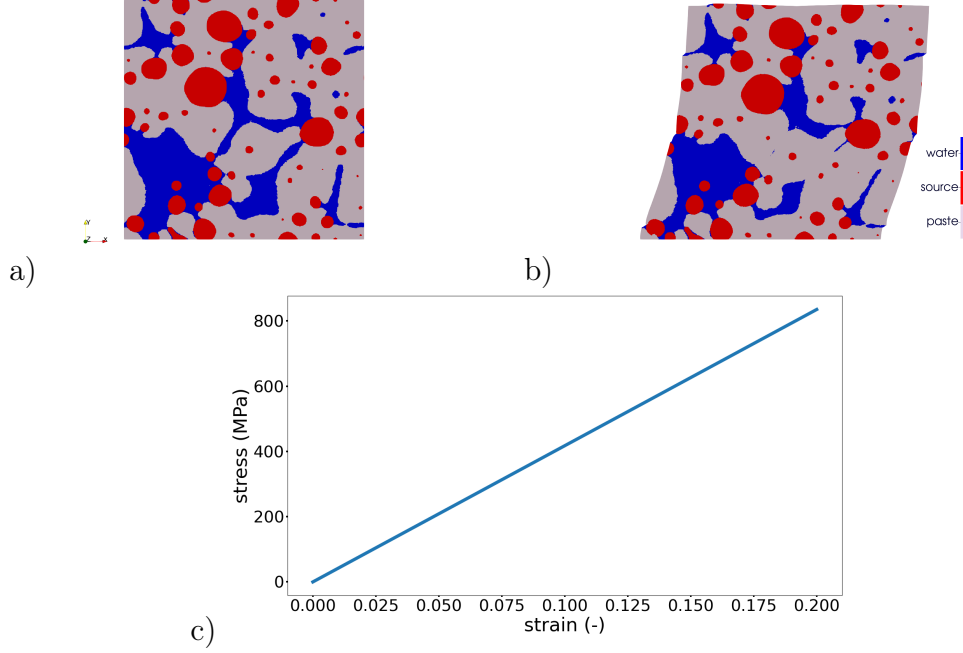 water
source
paste
Y
Z X
a)
b)
800
600
400
200
0
stress (MPa)
0.000 0.025 0.050 0.075 0.100 0.125 0.150 0.175 0.200
strain (-)
c)